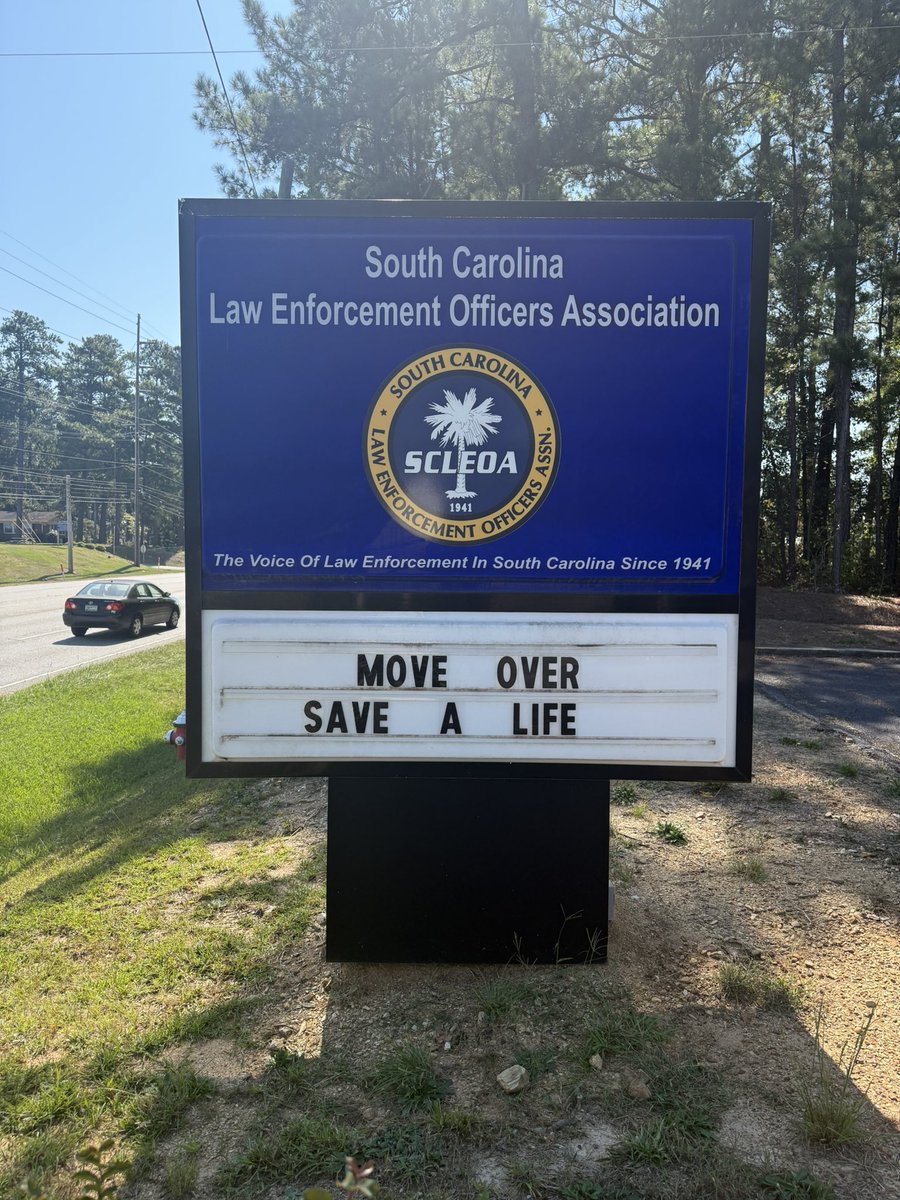 South Carolina
Law Enforcement Officers Association
SOUTH CAROLINA
SCLEOA
1941
LAW ENFORCEMENT OFFICERS ASSN.
The Voice Of Law Enforcement In South Carolina Since 1941
MOVE OVER
SAVE A LIFE